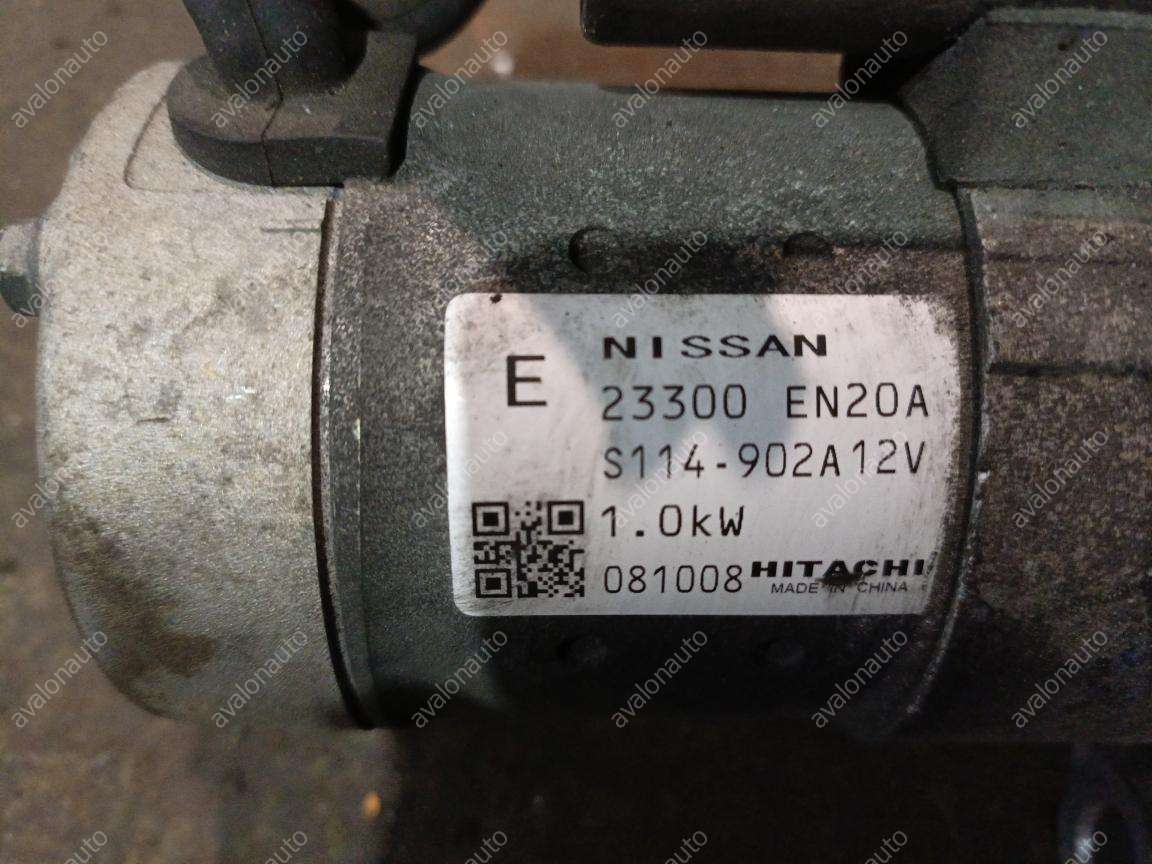 E
NISSAN
23300 EN20A
S114-902A12V
1.0kW
081008 HITACHI
MADE IN CHINA
avalonauto